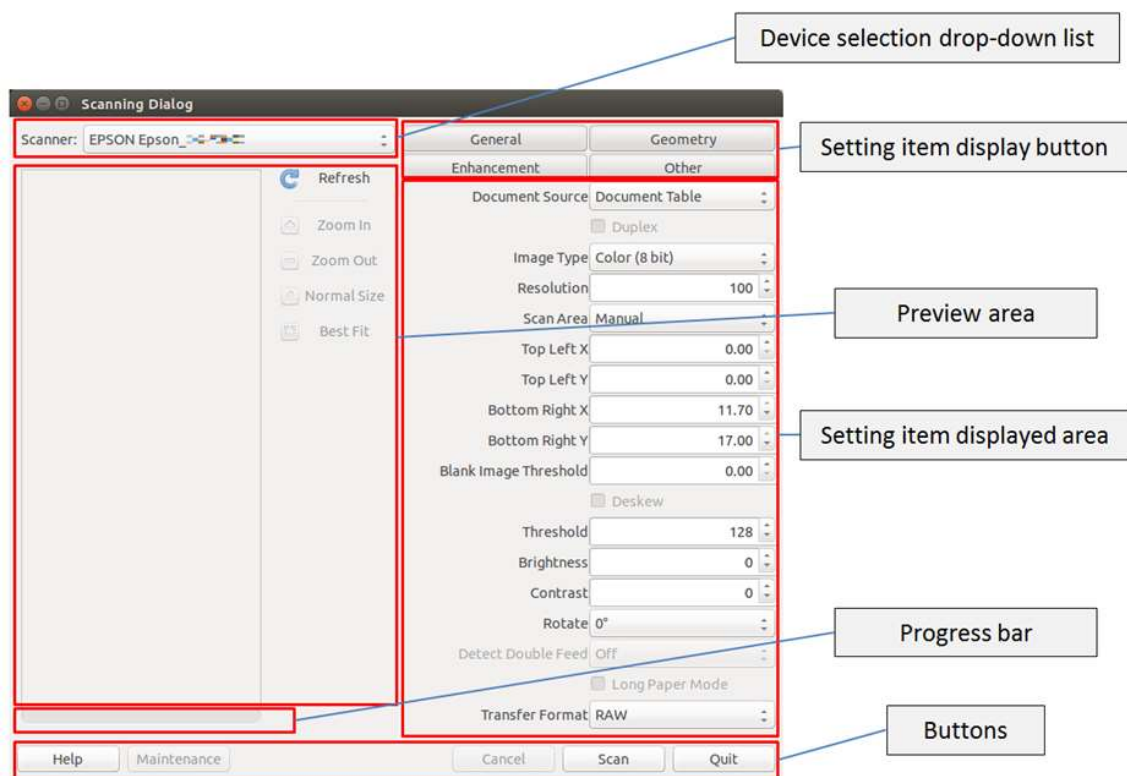 Device selection drop-down list
Scanning Dialog
Scanner: EPSON Epson_
General Geometry
Setting item display button
Enhancement Other
Refresh
Document Source Document Table
Zoom In
Duplex
Zoom Out
Image Type Color (8 bit)
Normal Size
Resolution 100
Preview area
Scan Area Manual
Best Fit
Top Left X 0.00
Top Left Y 0.00
Bottom Right X 11.70
Setting item displayed area
Bottom Right Y 17.00
Blank Image Threshold 0.00
Deskew
Threshold 128
Brightness 0
Contrast 0
Rotate 0°
Progress bar
Detect Double Feed Off
Long Paper Mode
Transfer Format RAW
Buttons
Help Maintenance Cancel Scan Quit